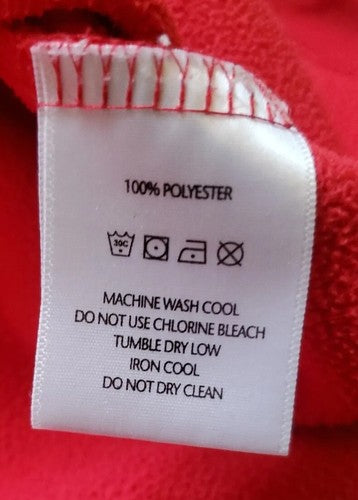 100% POLYESTER
30C
MACHINE WASH COOL
DO NOT USE CHLORINE BLEACH
TUMBLE DRY LOW
IRON COOL
DO NOT DRY CLEAN